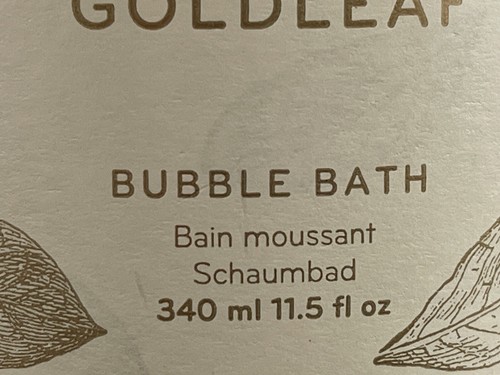 GOLDLEAF
BUBBLE BATH
Bain moussant
Schaumbad
340 ml 11.5 fl oz